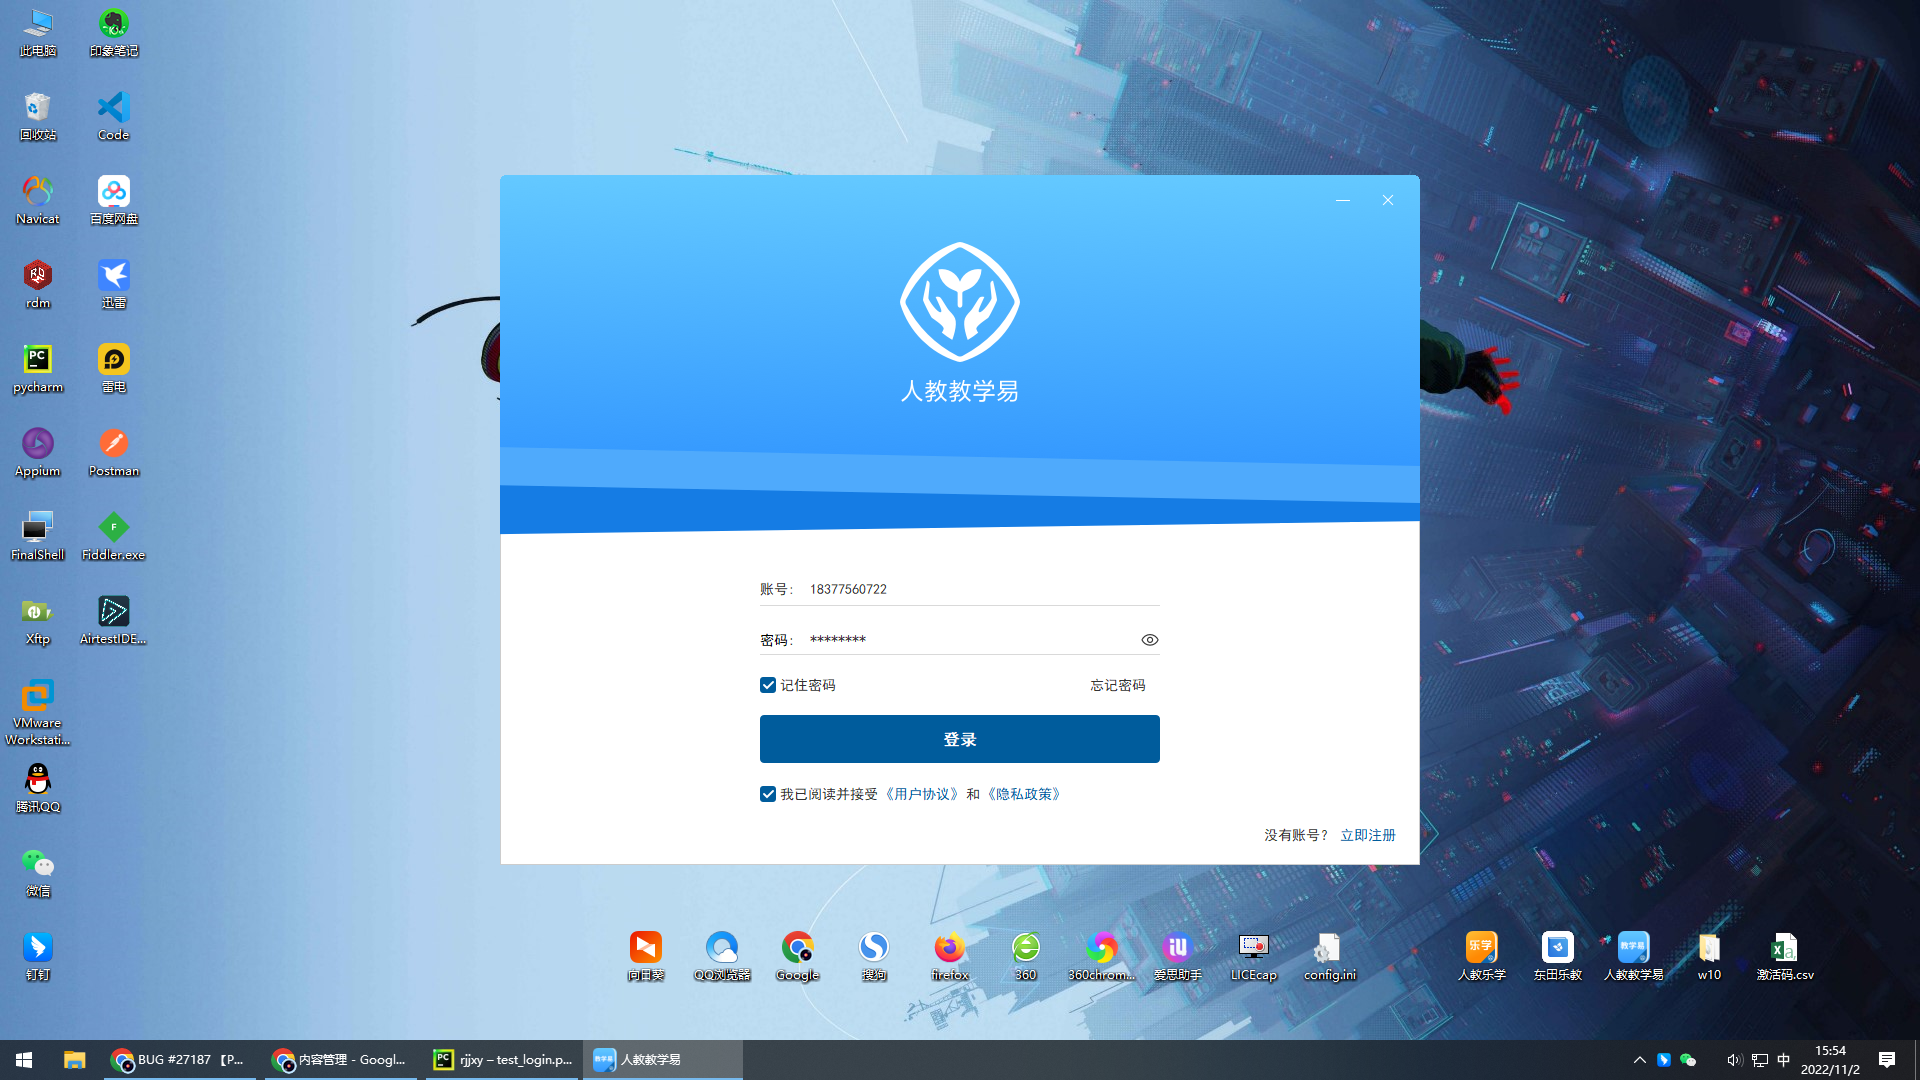 此电脑
印象笔记
回收站
Code
Navicat
百度网盘
rdm
迅雷
pycharm
雷电
Appium
Postman
FinalShell
Fiddler.exe
Xftp
AirtestIDE...
VMware
Workstati...
腾讯QQ
微信
钉钉
人教教学易
账号： 18377560722
密码： ********
记住密码
忘记密码
登录
我已阅读并接受《用户协议》和《隐私政策》
没有账号？ 立即注册
向日葵
QQ浏览器
Google
搜狗
firefox
360
360chrom...
爱思助手
LICEcap
config.ini
乐学
人教乐学
东田乐教
教学易
人教教学易
w10
激活码.csv
BUG #27187 【P...
内容管理 - Googl...
rjjxy – test_login.p...
人教教学易
中
15:54
2022/11/2